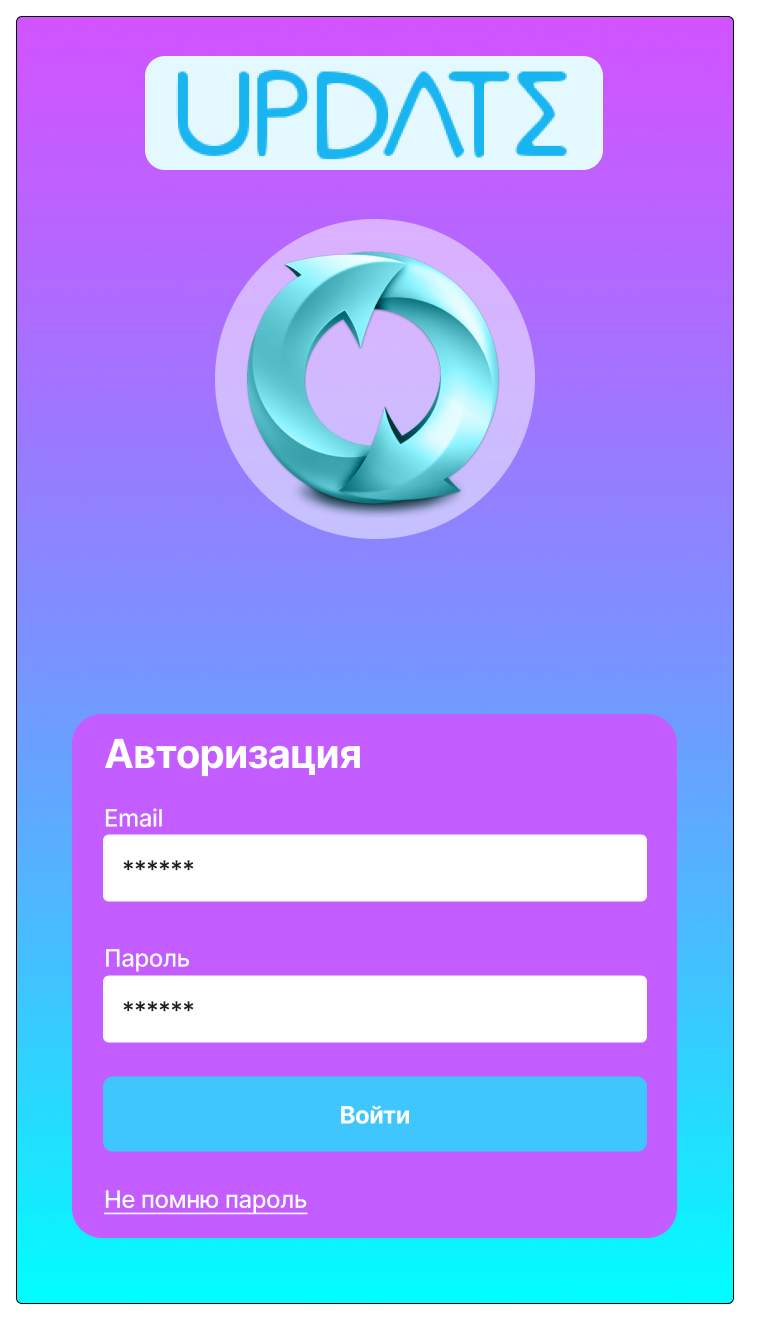 UPDATE
Авторизация
Email
******
Пароль
******
Войти
Не помню пароль